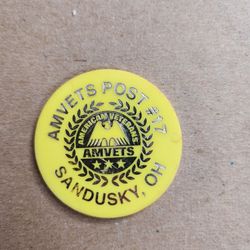 AMVETS POST #17
AMERICAN VETERANS
AMVETS
SANDUSKY, OH